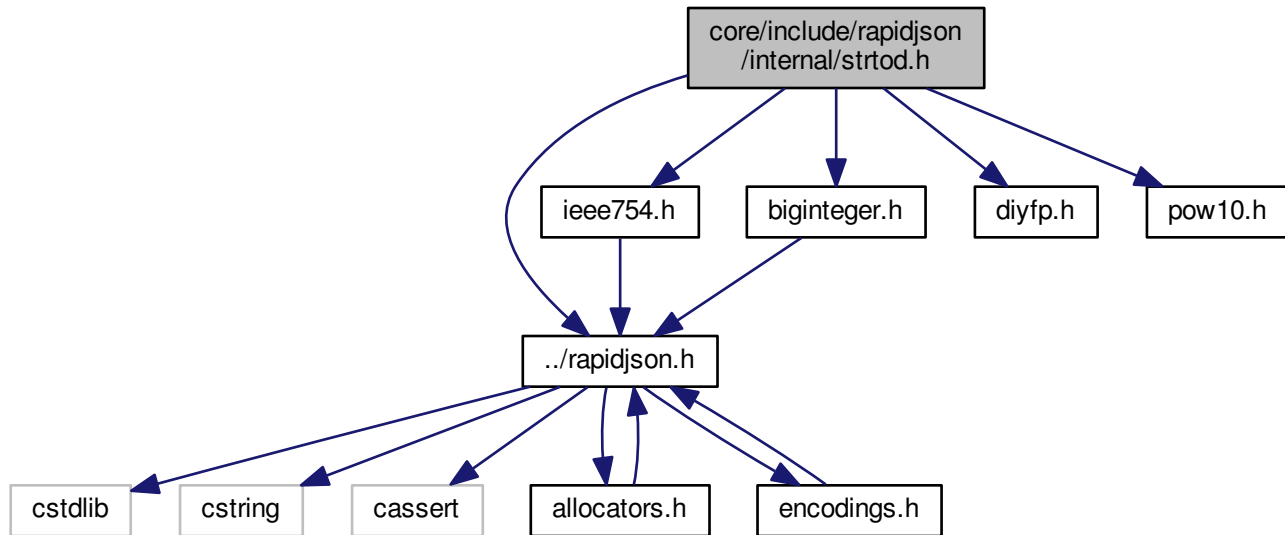 core/include/rapidjson
/internal/strtod.h
ieee754.h
biginteger.h
diyfp.h
pow10.h
../rapidjson.h
cstdlib
cstring
cassert
allocators.h
encodings.h